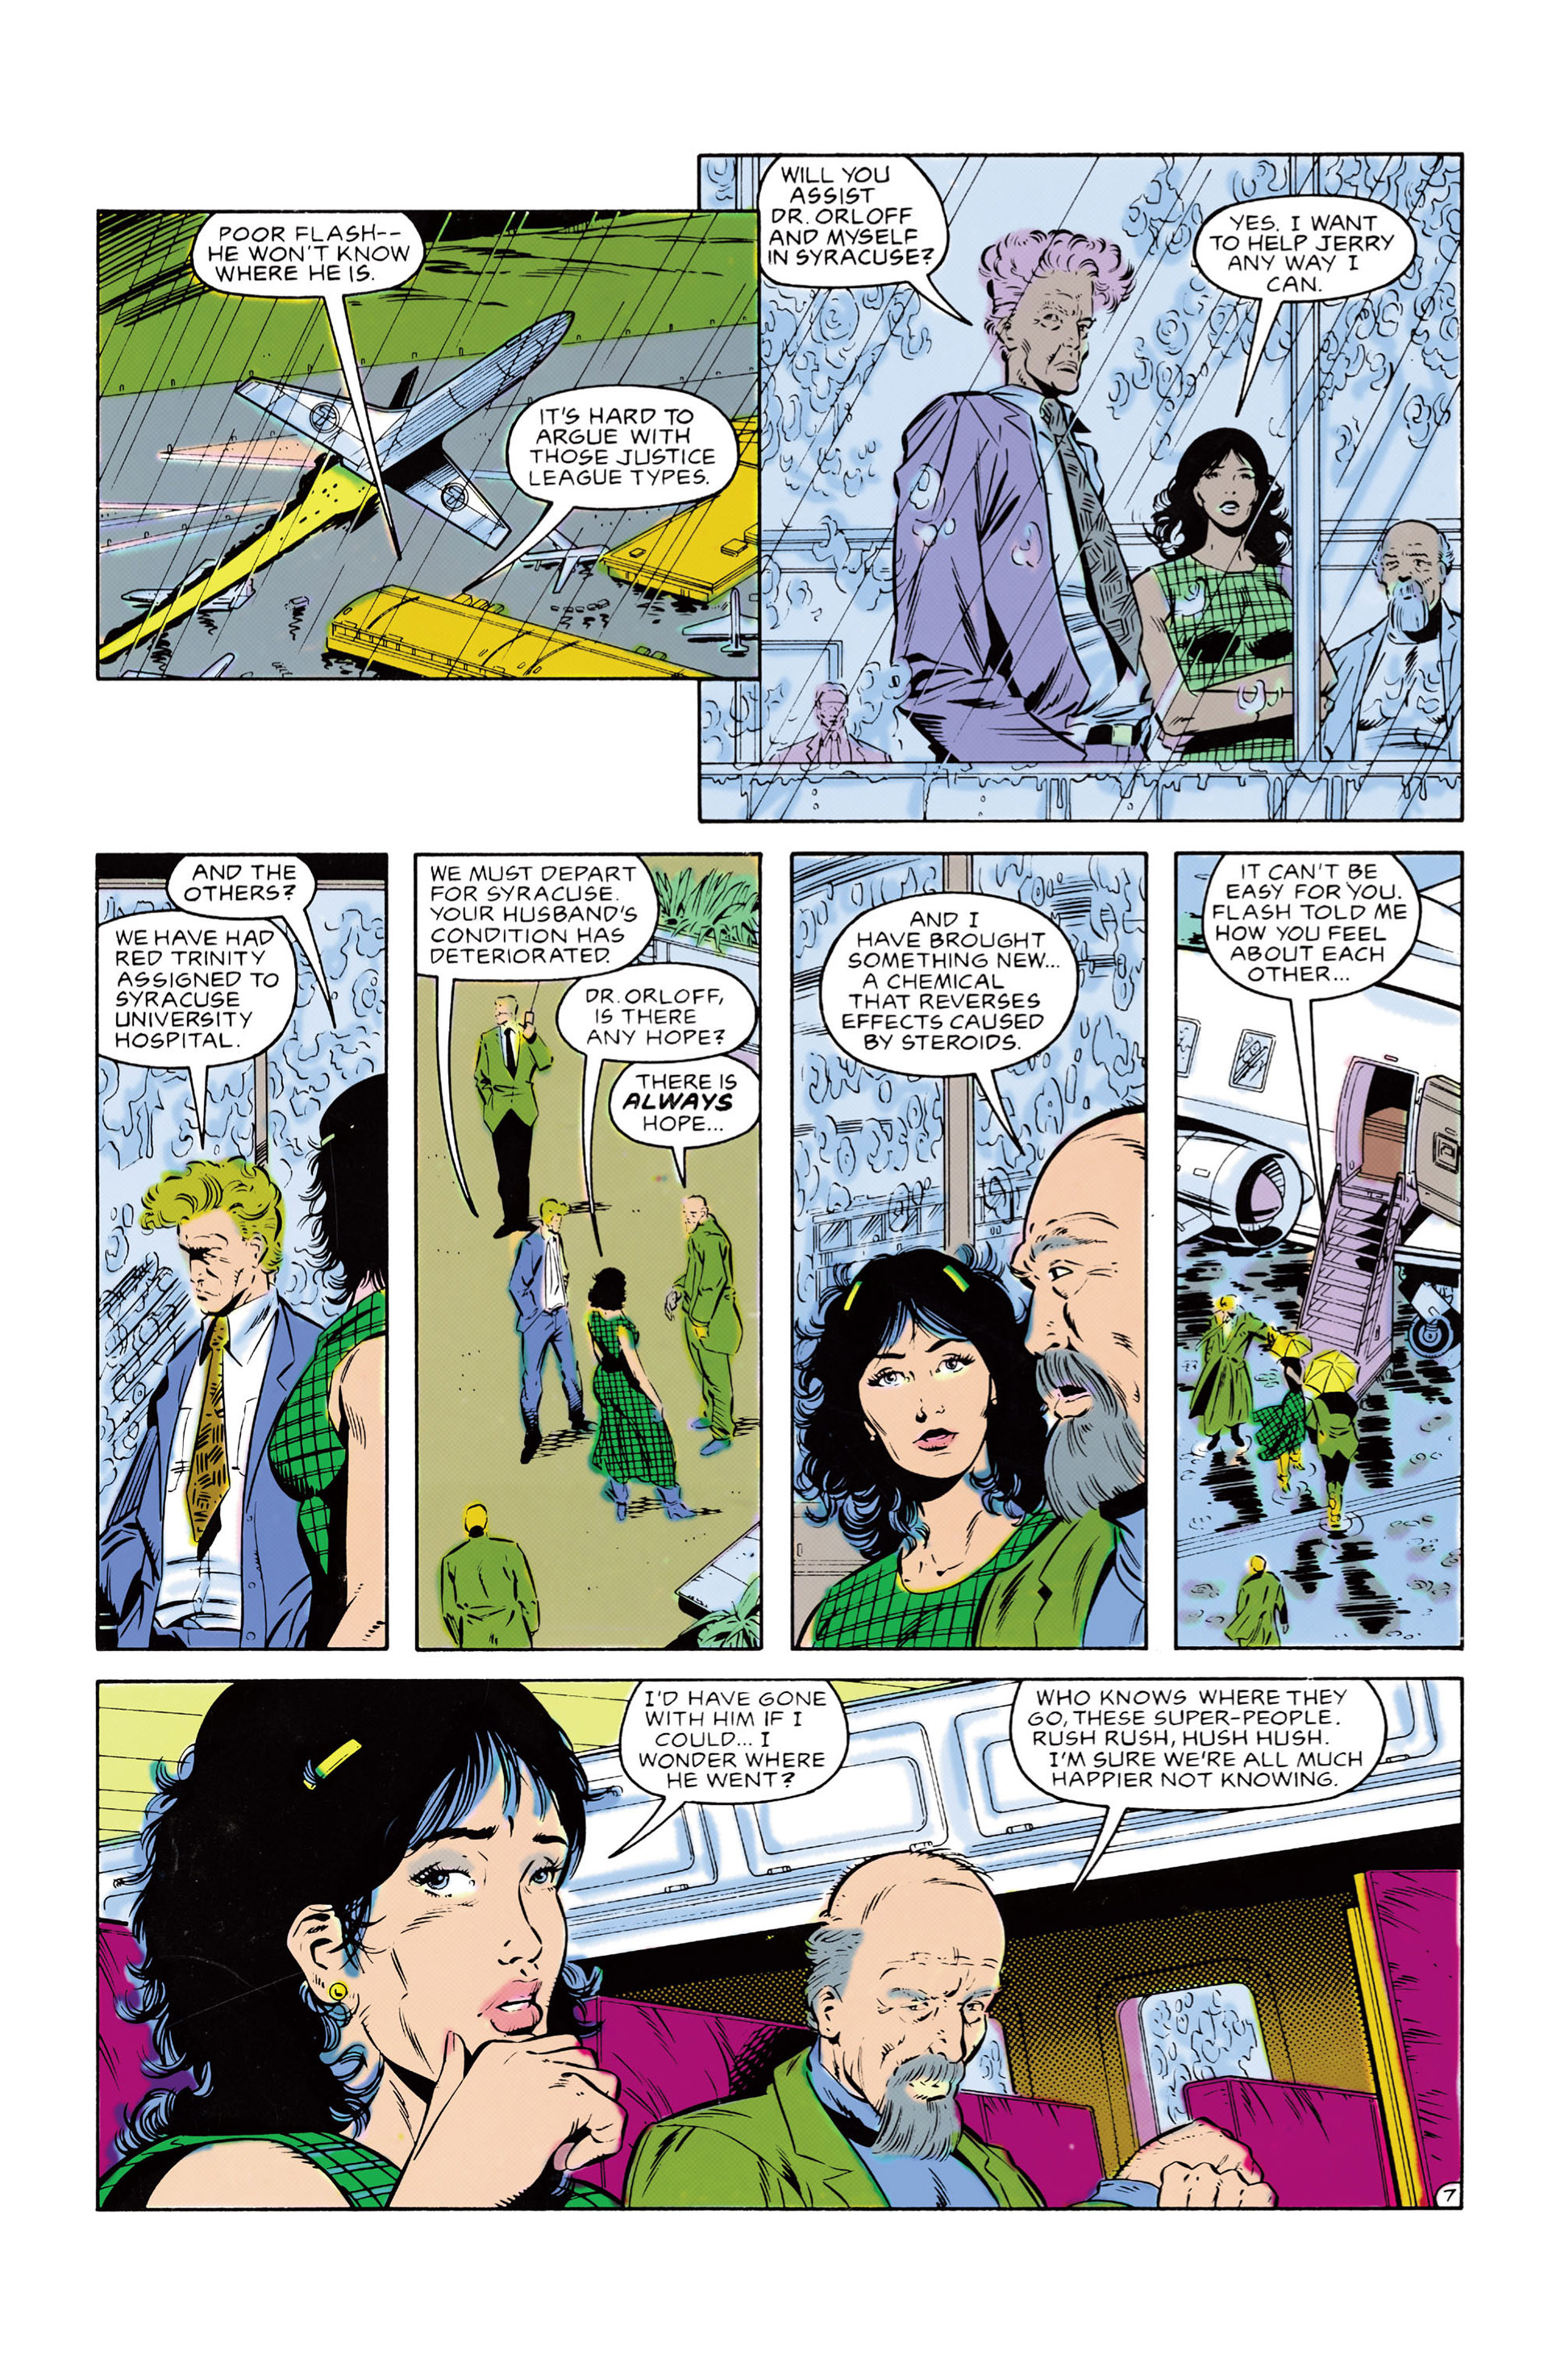 POOR FLASH--
HE WON'T KNOW
WHERE HE IS.
IT'S HARD TO
ARGUE WITH
THOSE JUSTICE
LEAGUE TYPES.
WILL YOU
ASSIST
DR. ORLOFF
AND MYSELF
IN SYRACUSE?
YES. I WANT
TO HELP JERRY
ANY WAY I
CAN.
AND THE
OTHERS?
WE HAVE HAD
RED TRINITY
ASSIGNED TO
SYRACUSE
UNIVERSITY
HOSPITAL.
WE MUST DEPART
FOR SYRACUSE.
YOUR HUSBAND'S
CONDITION HAS
DETERIORATED.
DR. ORLOFF,
IS THERE
ANY HOPE?
THERE IS
ALWAYS
HOPE...
AND I
HAVE BROUGHT
SOMETHING NEW...
A CHEMICAL
THAT REVERSES
EFFECTS CAUSED
BY STEROIDS.
IT CAN'T BE
EASY FOR YOU.
FLASH TOLD ME
HOW YOU FEEL
ABOUT EACH
OTHER...
I'D HAVE GONE
WITH HIM IF I
COULD... I
WONDER WHERE
HE WENT?
WHO KNOWS WHERE THEY
GO, THESE SUPER-PEOPLE.
RUSH RUSH, HUSH HUSH.
I'M SURE WE'RE ALL MUCH
HAPPIER NOT KNOWING.
7